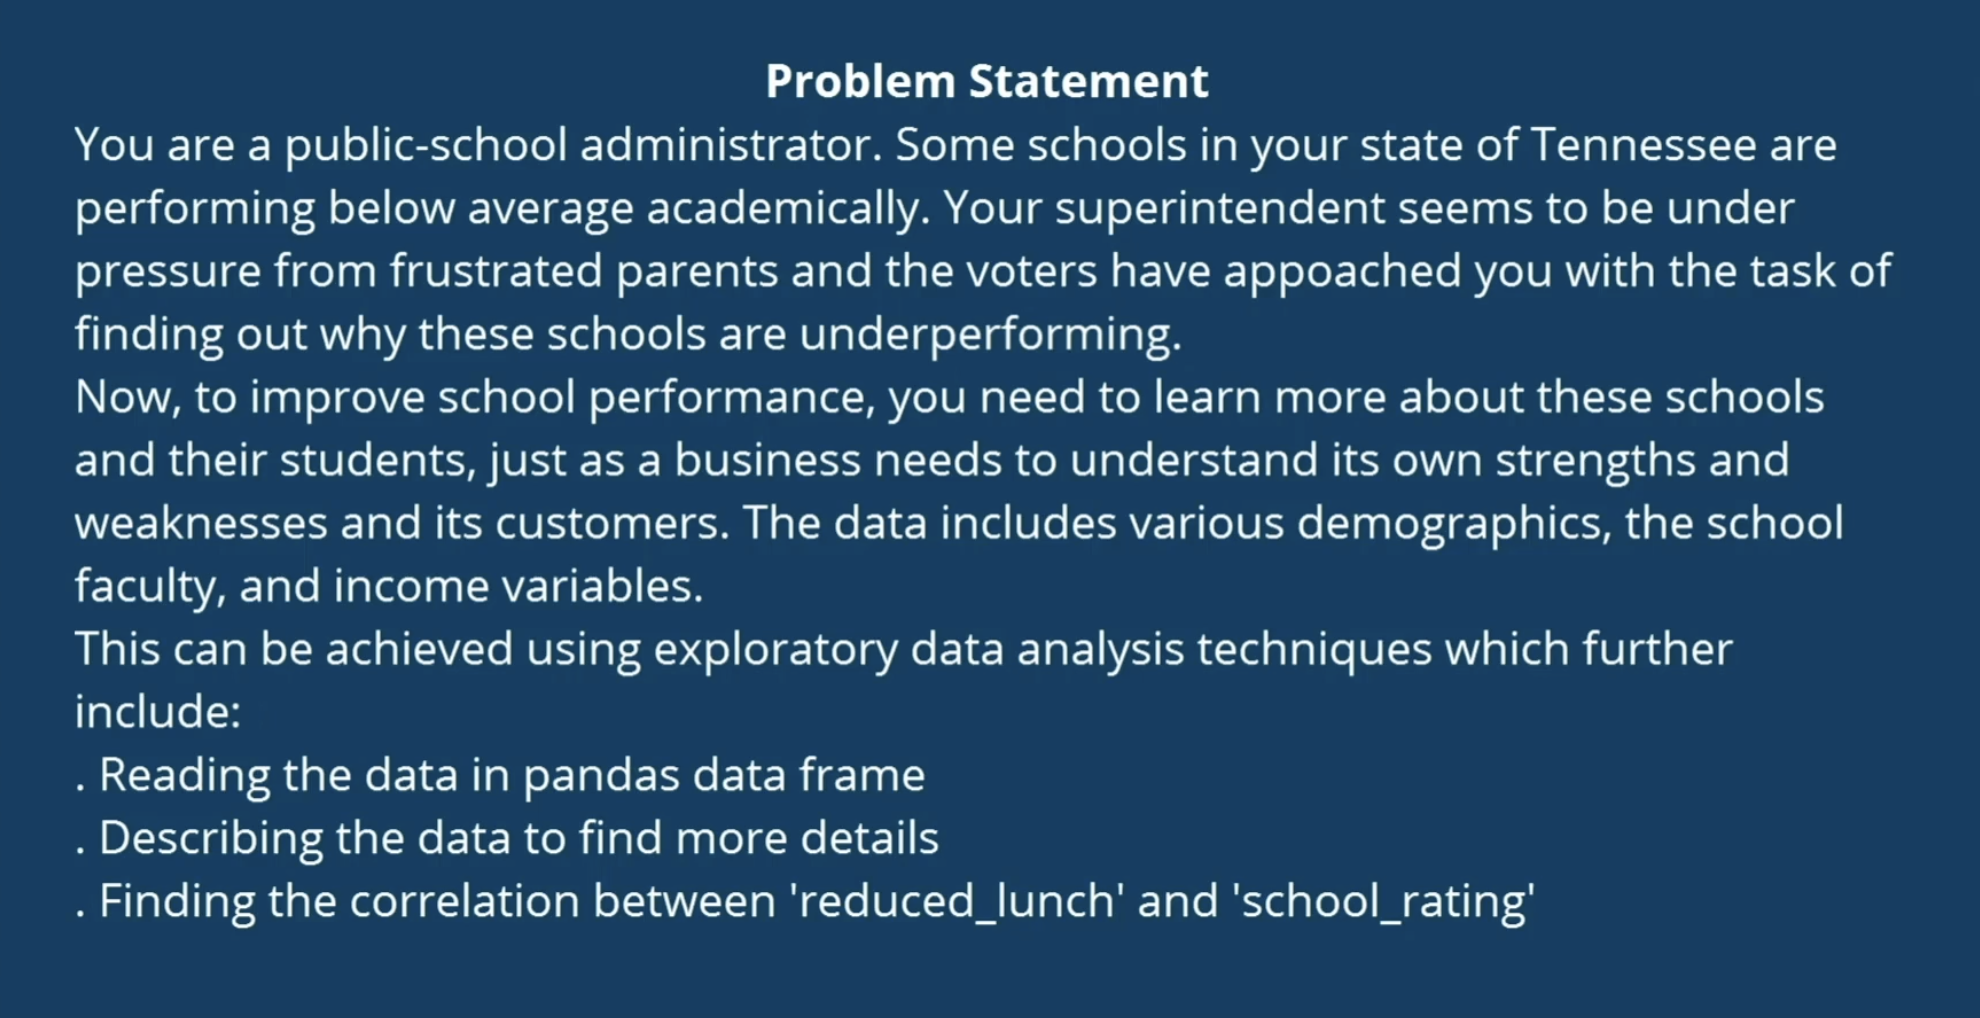 Problem Statement
You are a public-school administrator. Some schools in your state of Tennessee are
performing below average academically. Your superintendent seems to be under
pressure from frustrated parents and the voters have appoached you with the task of
finding out why these schools are underperforming.
Now, to improve school performance, you need to learn more about these schools
and their students, just as a business needs to understand its own strengths and
weaknesses and its customers. The data includes various demographics, the school
faculty, and income variables.
This can be achieved using exploratory data analysis techniques which further
include:
. Reading the data in pandas data frame
. Describing the data to find more details
. Finding the correlation between 'reduced_lunch' and 'school_rating'